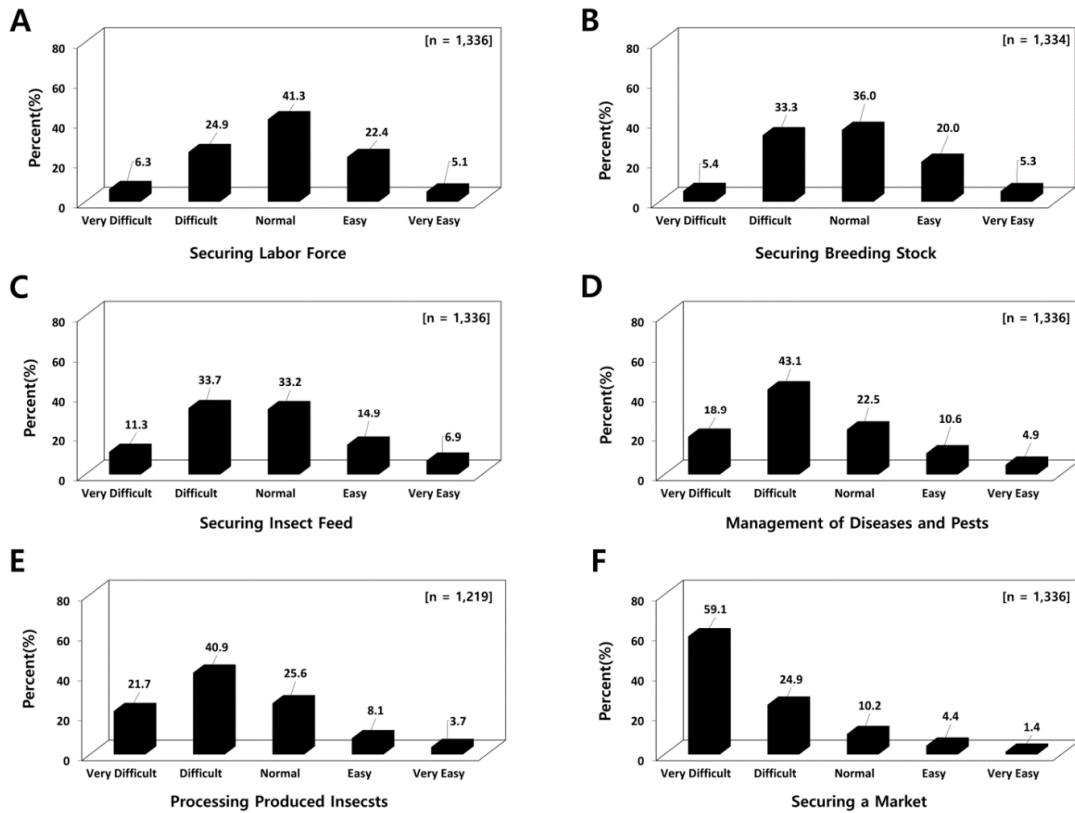 A
[n = 1,336]
Percent(%)
80
60
40
20
0
6.3
24.9
41.3
22.4
5.1
Very Difficult Difficult Normal Easy Very Easy
Securing Labor Force
B
[n = 1,334]
Percent(%)
80
60
40
20
0
5.4
33.3
36.0
20.0
5.3
Very Difficult Difficult Normal Easy Very Easy
Securing Breeding Stock
C
[n = 1,336]
Percent(%)
80
60
40
20
0
11.3
33.7
33.2
14.9
6.9
Very Difficult Difficult Normal Easy Very Easy
Securing Insect Feed
D
[n = 1,336]
Percent(%)
80
60
40
20
0
18.9
43.1
22.5
10.6
4.9
Very Difficult Difficult Normal Easy Very Easy
Management of Diseases and Pests
E
[n = 1,219]
Percent(%)
80
60
40
20
0
21.7
40.9
25.6
8.1
3.7
Very Difficult Difficult Normal Easy Very Easy
Processing Produced Insescts
F
[n = 1,336]
Percent(%)
80
60
40
20
0
59.1
24.9
10.2
4.4
1.4
Very Difficult Difficult Normal Easy Very Easy
Securing a Market